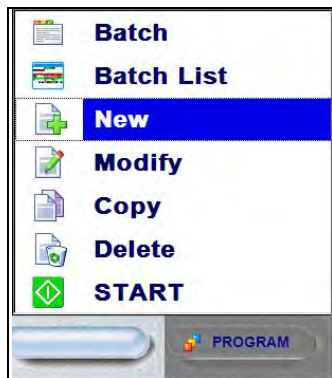 Batch
Batch List
New
Modify
Copy
Delete
START
PROGRAM